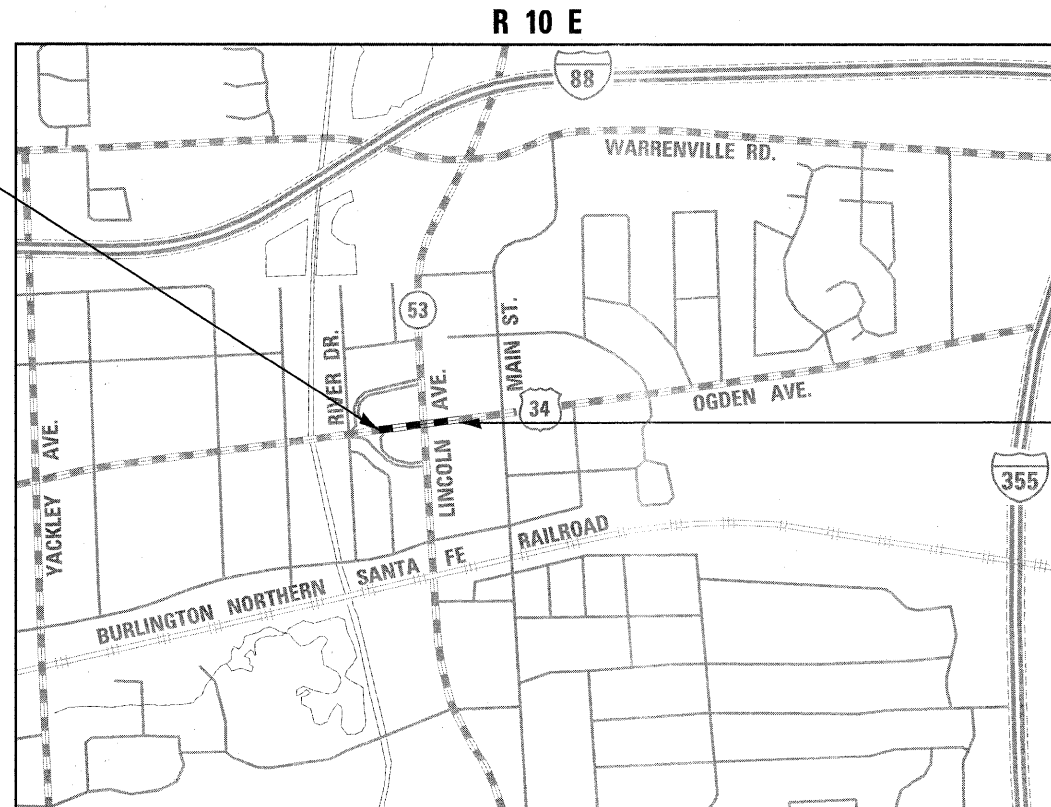 R 10 E
88
WARRENVILLE RD.
53
RIVER DR.
MAIN ST.
LINCOLN AVE.
34
OGDEN AVE.
YACKLEY AVE.
355
BURLINGTON NORTHERN SANTA FE RAILROAD